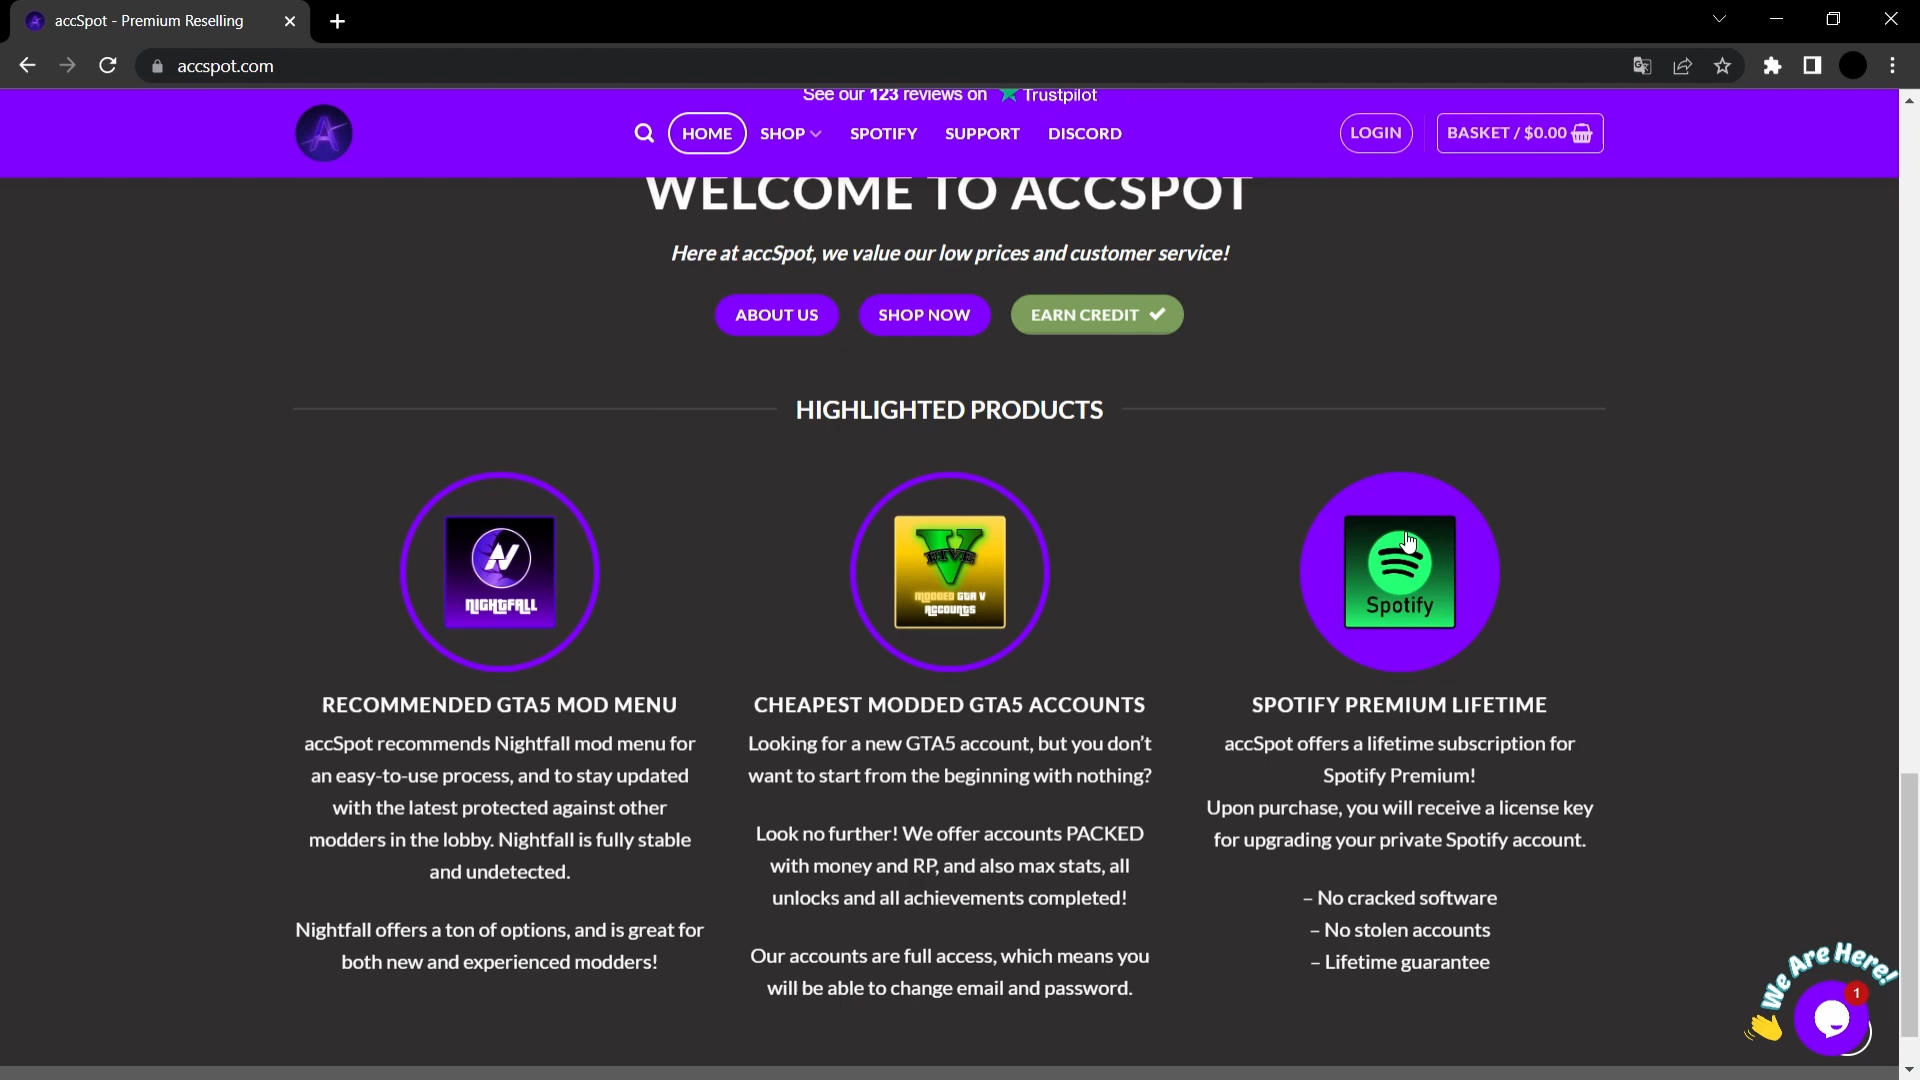 accSpot - Premium Reselling
accspot.com
See our 123 reviews on Trustpilot
HOME SHOP SPOTIFY SUPPORT DISCORD LOGIN BASKET / $0.00
WELCOME TO ACCSPOT
Here at accSpot, we value our low prices and customer service!
ABOUT US SHOP NOW EARN CREDIT
HIGHLIGHTED PRODUCTS
NIGHTFALL
V
FIVE
MODDED GTA V
ACCOUNTS
Spotify
RECOMMENDED GTA5 MOD MENU
accSpot recommends Nightfall mod menu for
an easy-to-use process, and to stay updated
with the latest protected against other
modders in the lobby. Nightfall is fully stable
and undetected.
Nightfall offers a ton of options, and is great for
both new and experienced modders!
CHEAPEST MODDED GTA5 ACCOUNTS
Looking for a new GTA5 account, but you don't
want to start from the beginning with nothing?
Look no further! We offer accounts PACKED
with money and RP, and also max stats, all
unlocks and all achievements completed!
Our accounts are full access, which means you
will be able to change email and password.
SPOTIFY PREMIUM LIFETIME
accSpot offers a lifetime subscription for
Spotify Premium!
Upon purchase, you will receive a license key
for upgrading your private Spotify account.
– No cracked software
– No stolen accounts
– Lifetime guarantee
We Are Here!
1